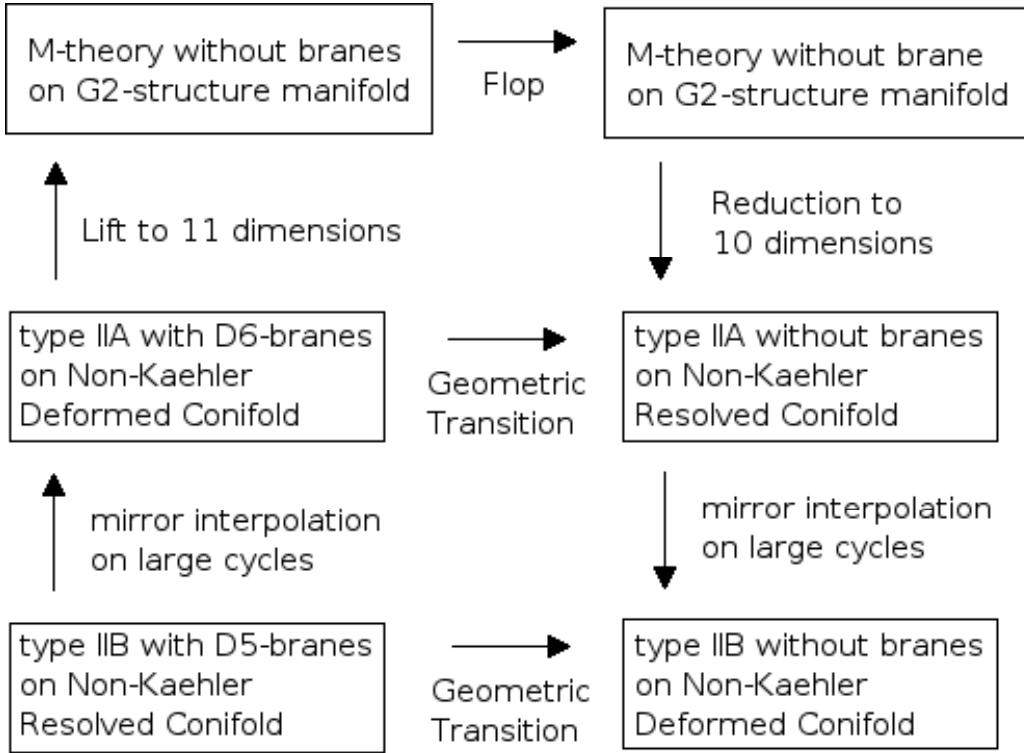 M-theory without branes
on G2-structure manifold
Flop
M-theory without brane
on G2-structure manifold
Lift to 11 dimensions
Reduction to
10 dimensions
type IIA with D6-branes
on Non-Kaehler
Deformed Conifold
Geometric
Transition
type IIA without branes
on Non-Kaehler
Resolved Conifold
mirror interpolation
on large cycles
mirror interpolation
on large cycles
type IIB with D5-branes
on Non-Kaehler
Resolved Conifold
Geometric
Transition
type IIB without branes
on Non-Kaehler
Deformed Conifold